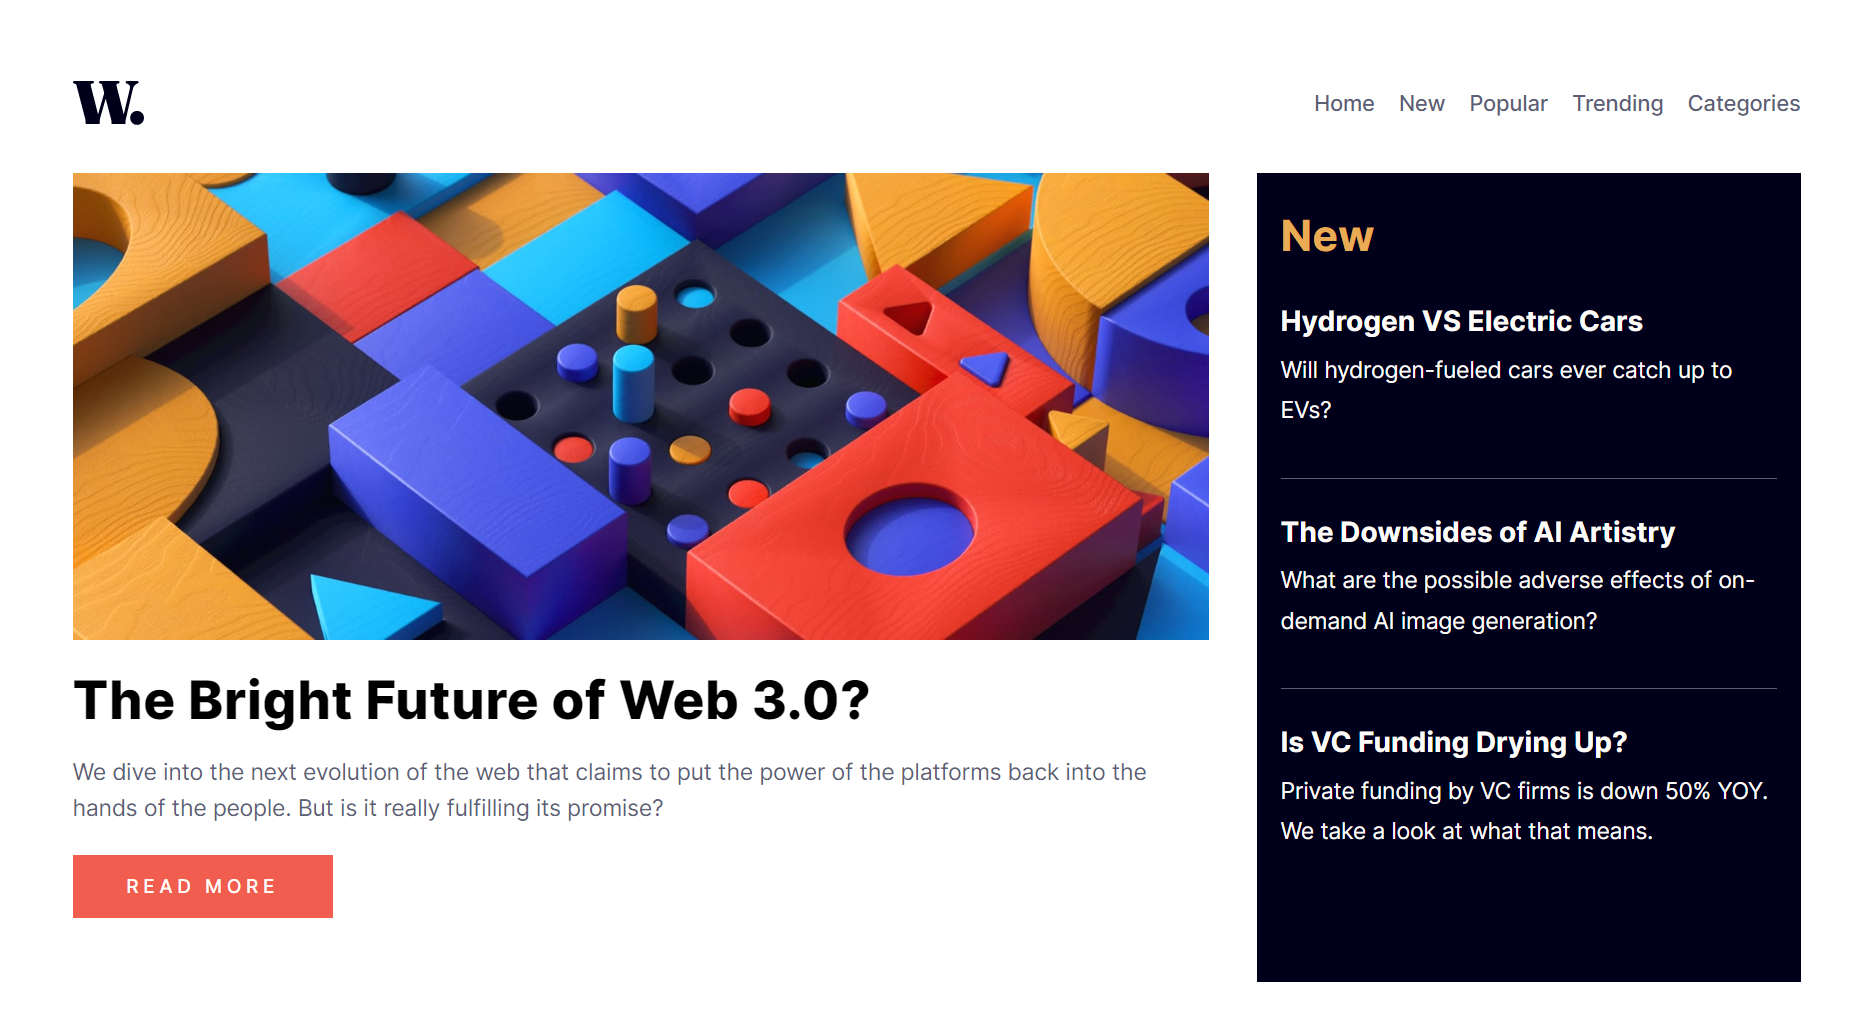 W.
Home New Popular Trending Categories
The Bright Future of Web 3.0?
We dive into the next evolution of the web that claims to put the power of the platforms back into the
hands of the people. But is it really fulfilling its promise?
READ MORE
New
Hydrogen VS Electric Cars
Will hydrogen-fueled cars ever catch up to
EVs?
The Downsides of AI Artistry
What are the possible adverse effects of on-
demand AI image generation?
Is VC Funding Drying Up?
Private funding by VC firms is down 50% YOY.
We take a look at what that means.